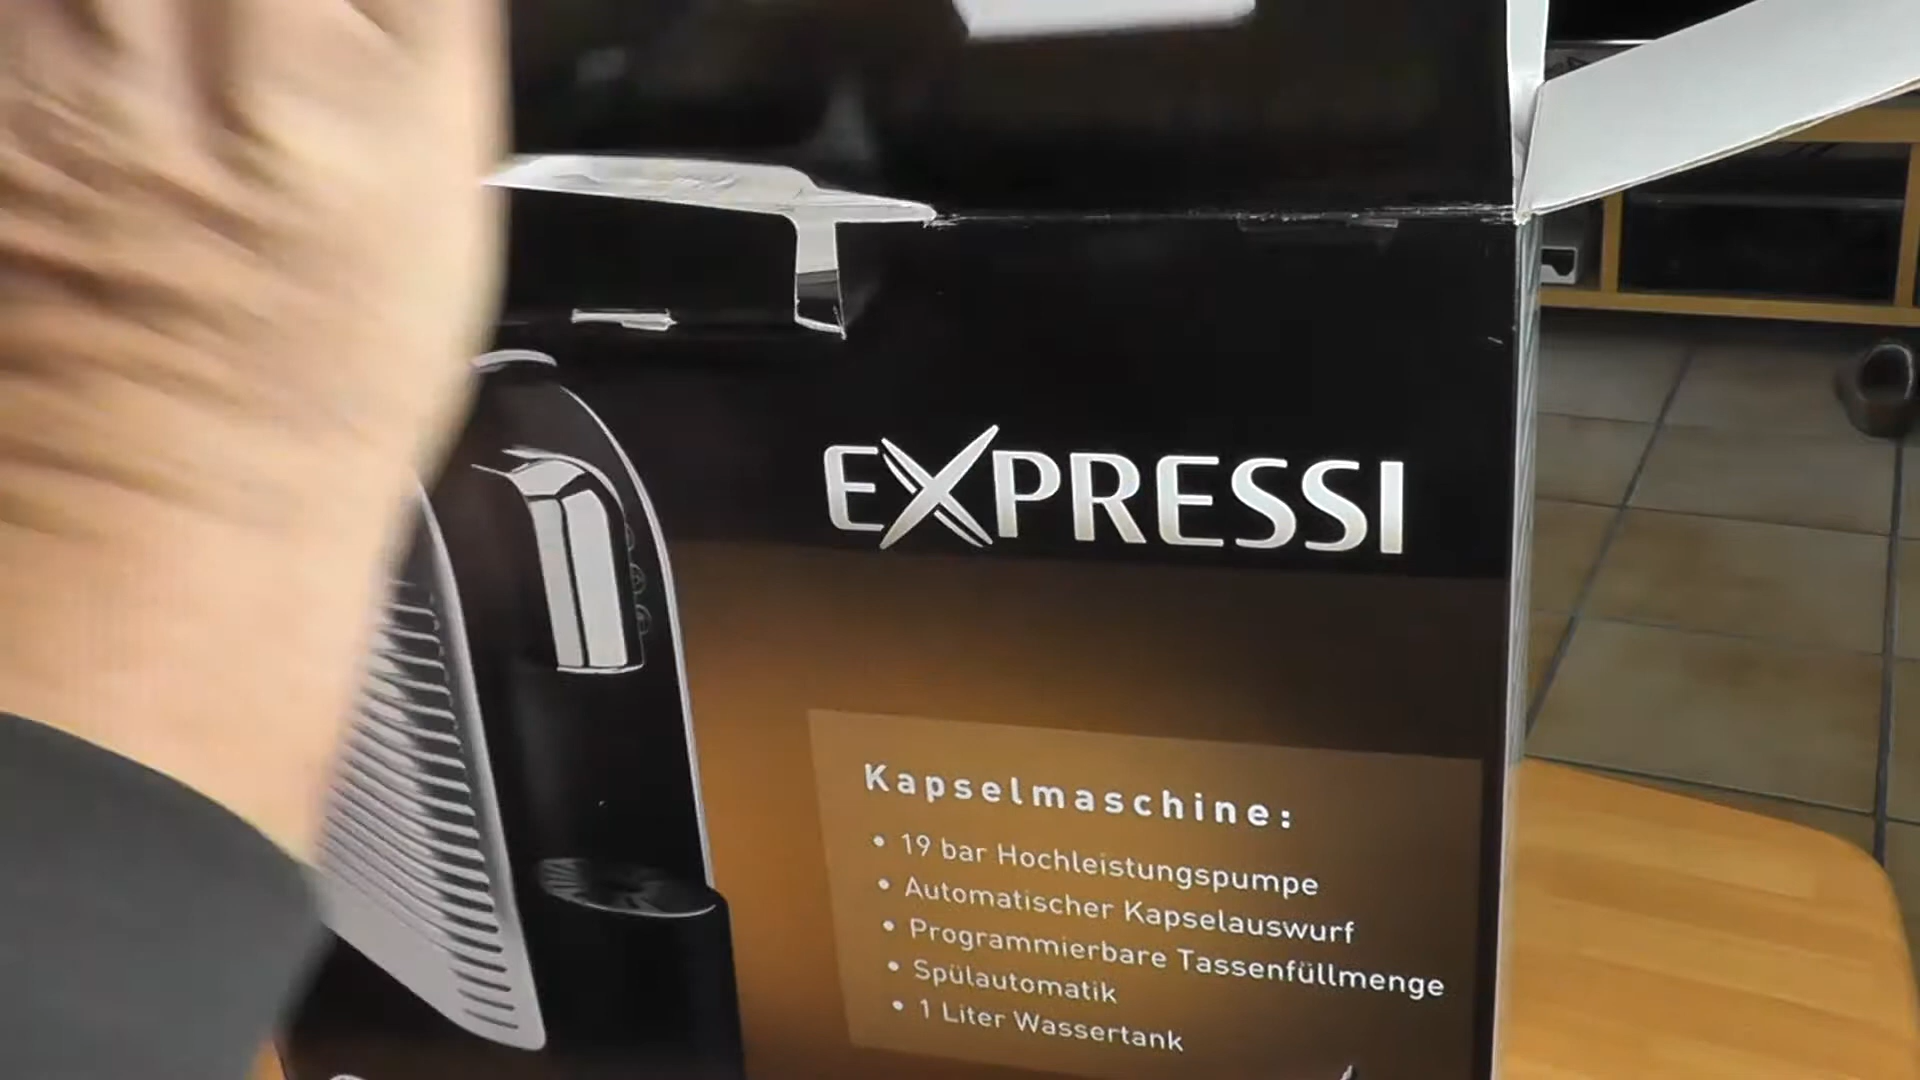 EXPRESSI
Kapselmaschine:
• 19 bar Hochleistungspumpe
• Automatischer Kapselauswurf
• Programmierbare Tassenfüllmenge
• Spülautomatik
• 1 Liter Wassertank